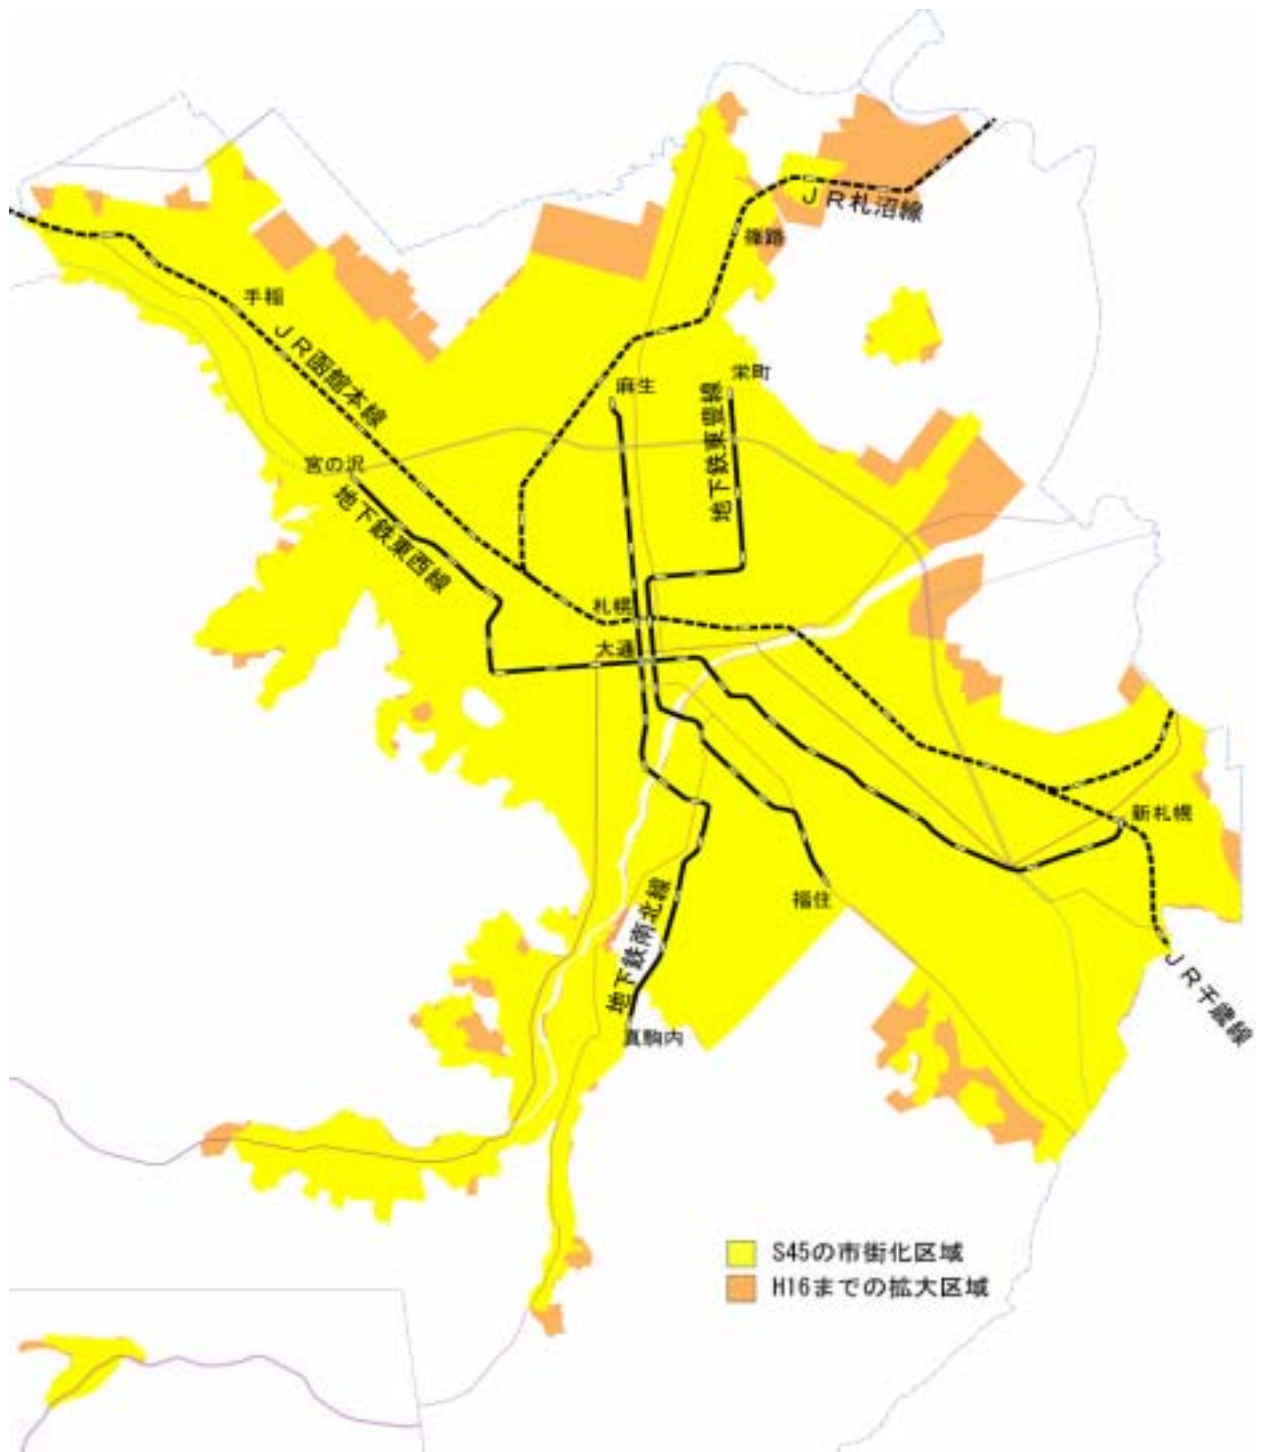 JR札沼線
篠路
手稲
JR函館本線
麻生
栄町
地下鉄東豊線
宮の沢
地下鉄東西線
札幌
大通
新札幌
福住
地下鉄南北線
JR千歳線
真駒内
S45の市街化区域
H16までの拡大区域